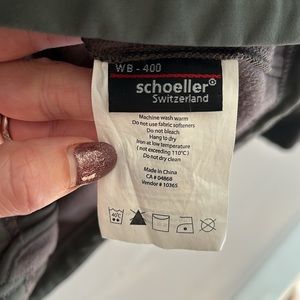 WB - 400
schoeller®
Switzerland
Machine wash warm
Do not use fabric softeners
Do not bleach
Hang to dry
Iron at low temperature
( not exceeding 110°C )
Do not dry clean
Made in China
CA # 04868
Vendor # 10365
40°C